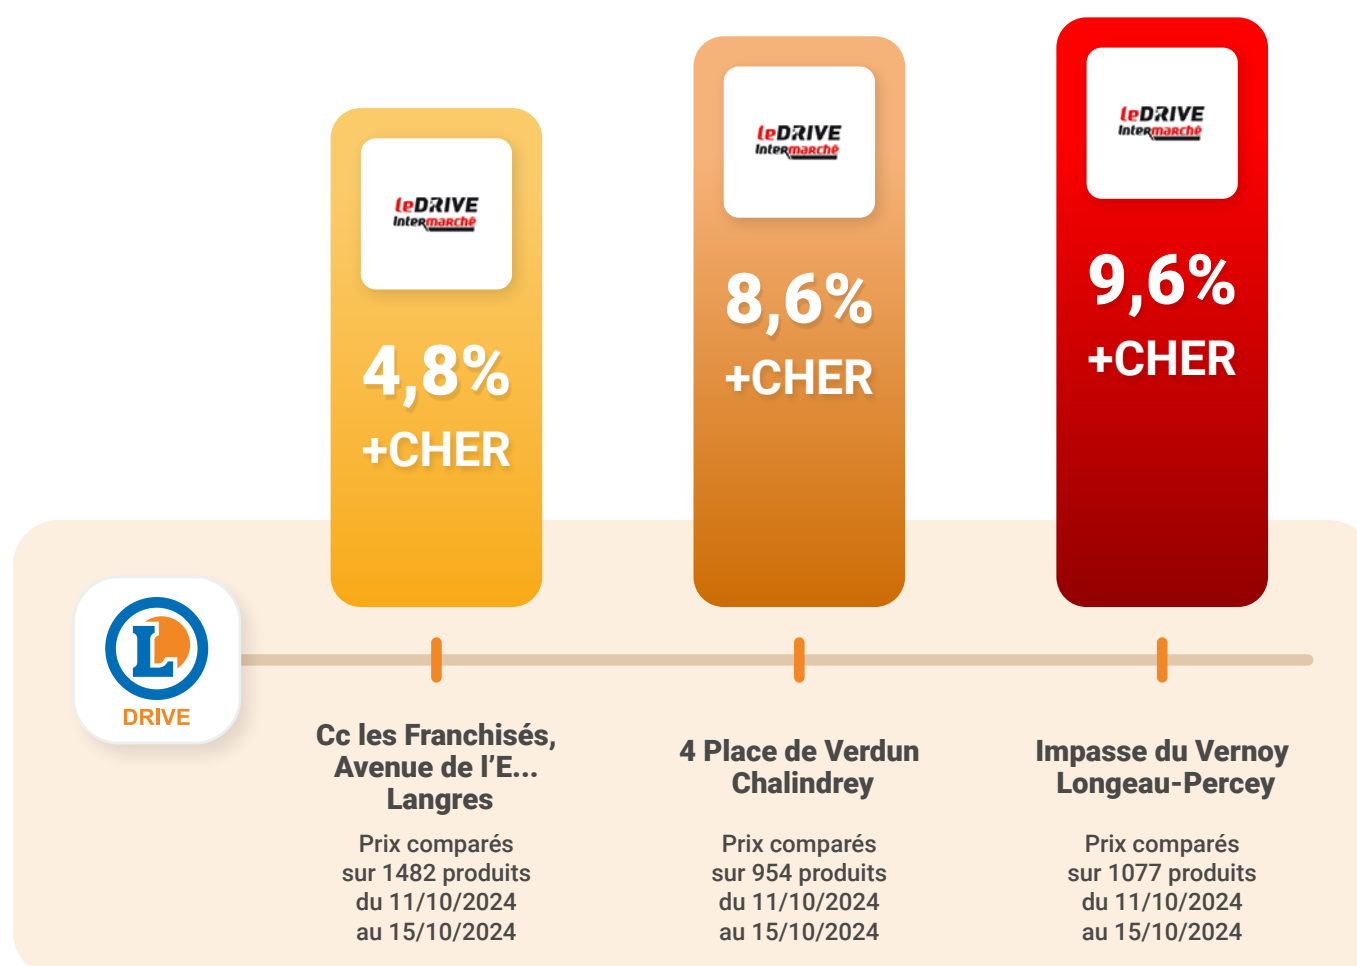 leDRIVE
Intermarché
4,8%
+CHER
leDRIVE
Intermarché
8,6%
+CHER
leDRIVE
Intermarché
9,6%
+CHER
L
DRIVE
Cc les Franchisés,
Avenue de l’E...
Langres
Prix comparés
sur 1482 produits
du 11/10/2024
au 15/10/2024
4 Place de Verdun
Chalindrey
Prix comparés
sur 954 produits
du 11/10/2024
au 15/10/2024
Impasse du Vernoy
Longeau-Percey
Prix comparés
sur 1077 produits
du 11/10/2024
au 15/10/2024